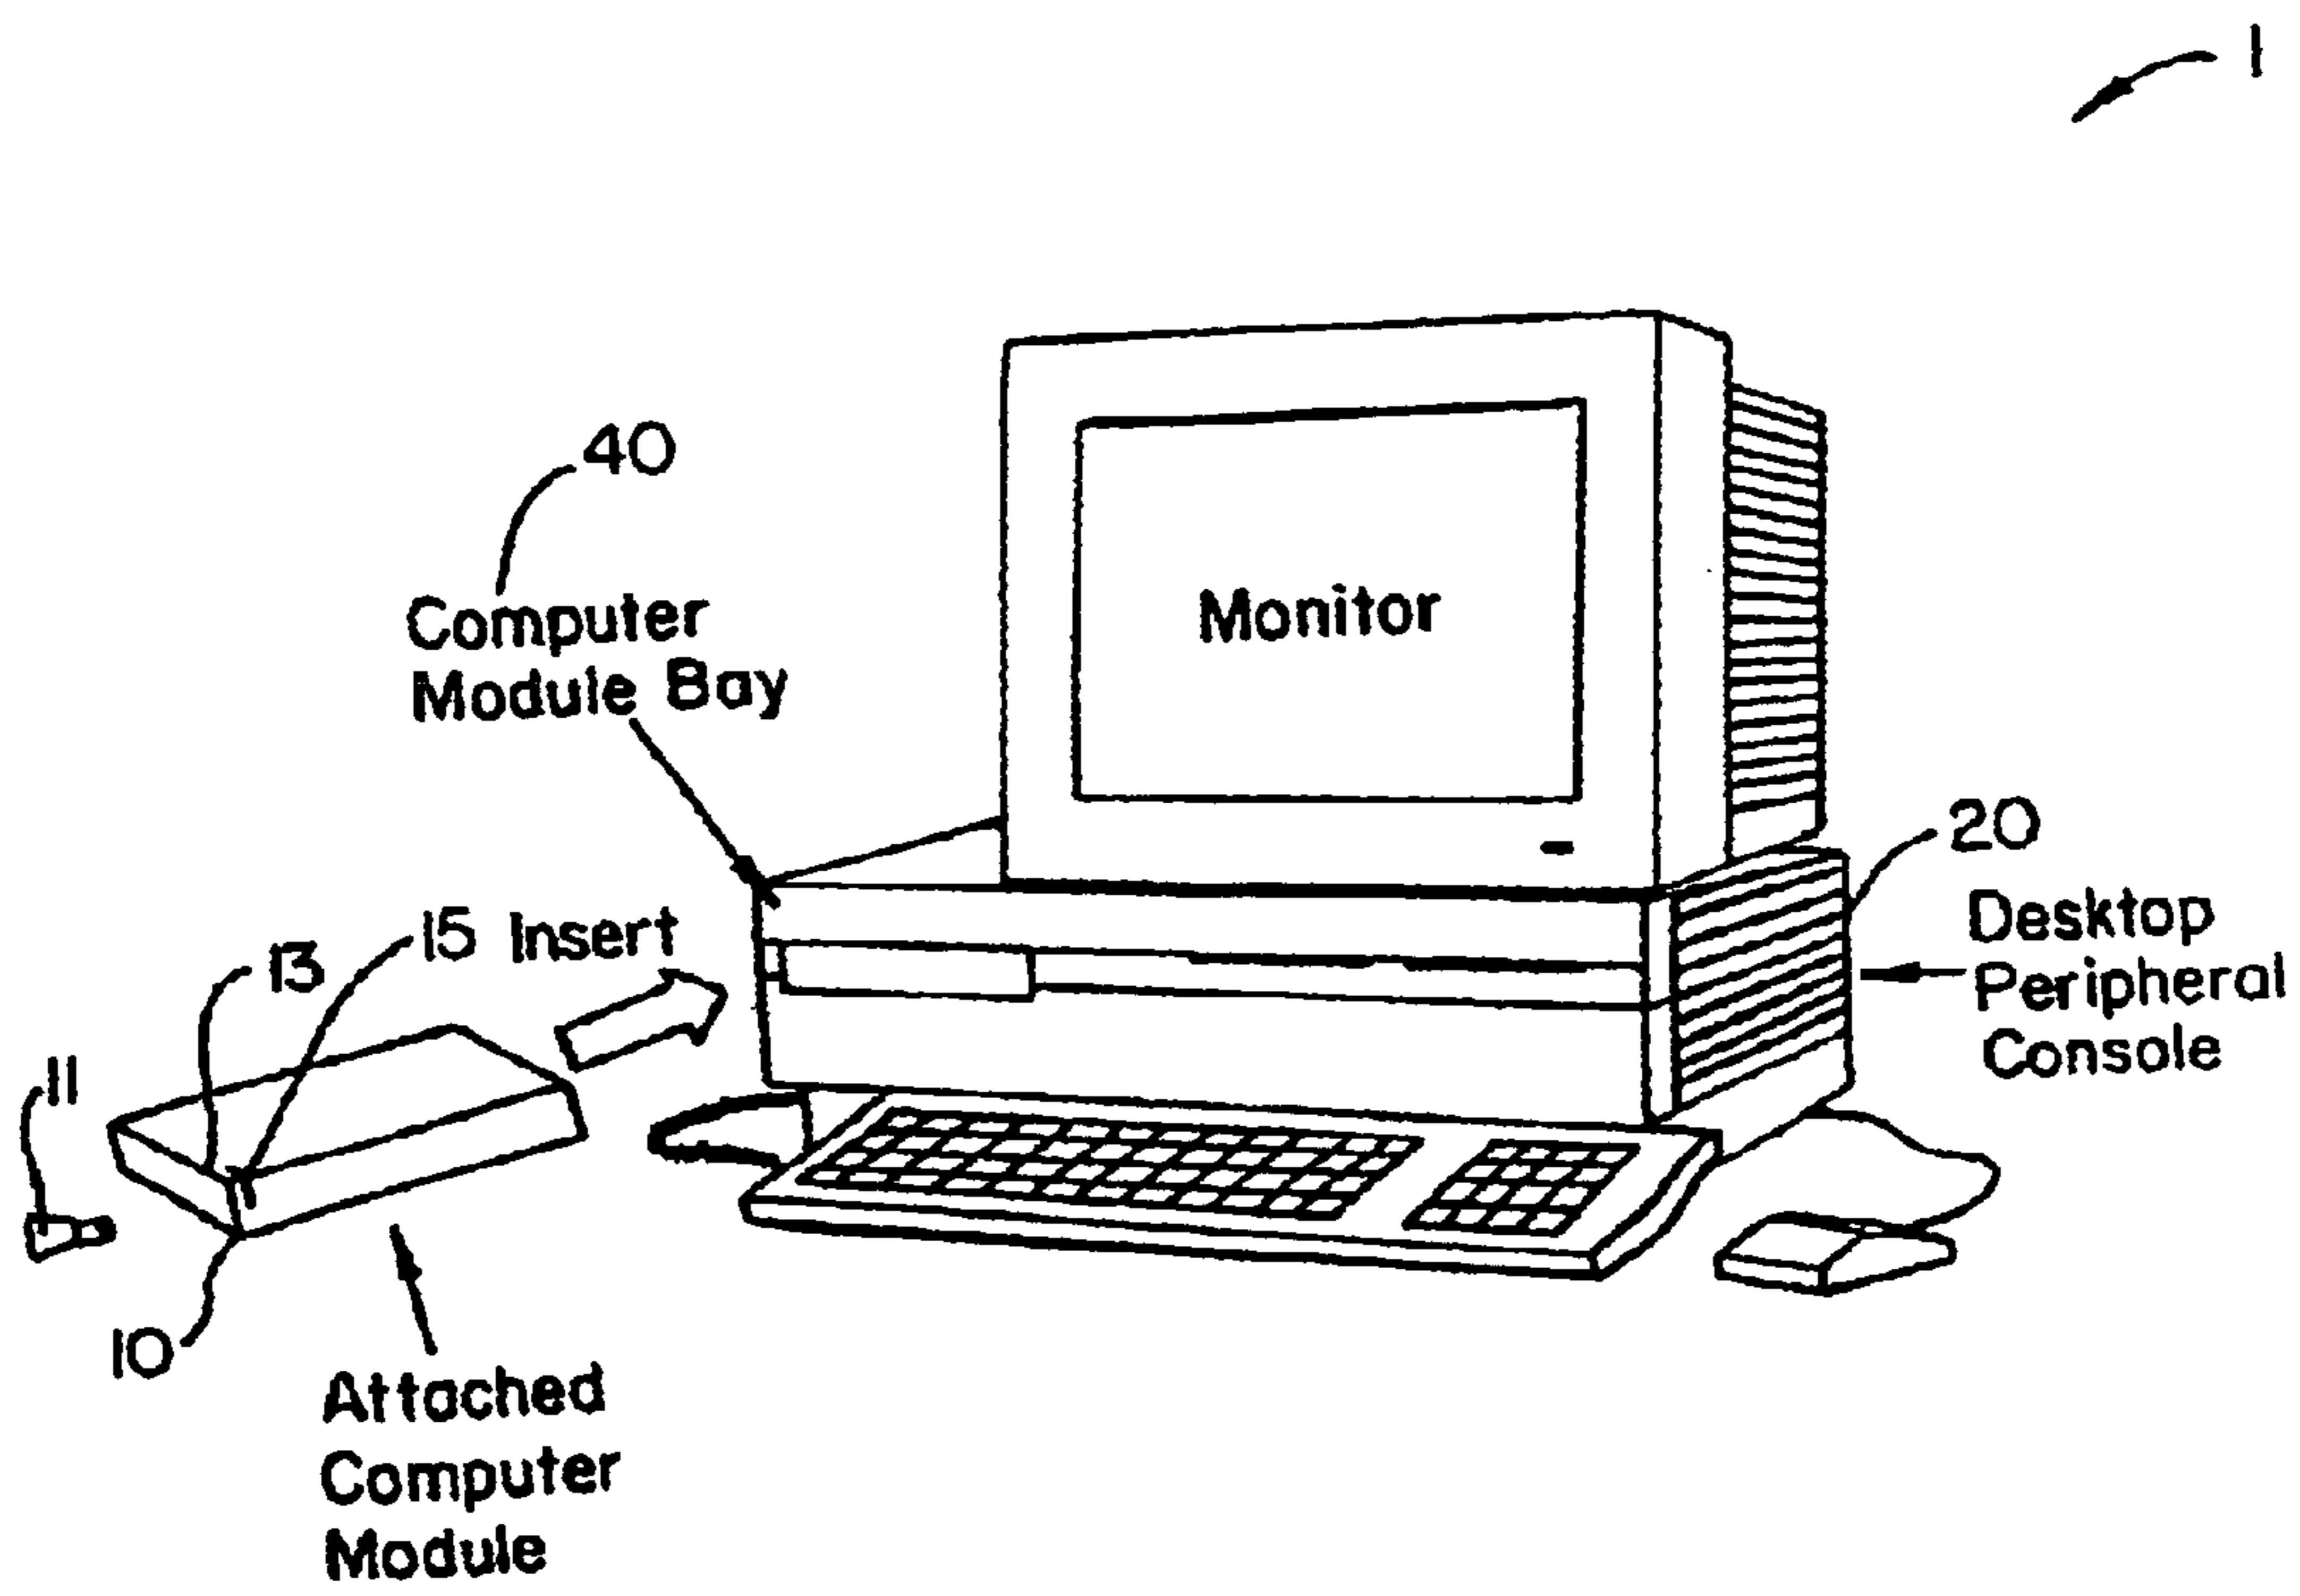 1
40
Computer
Module Bay
Monitor
20
Desktop
Peripheral
Console
15 Insert
13
11
10
Attached
Computer
Module